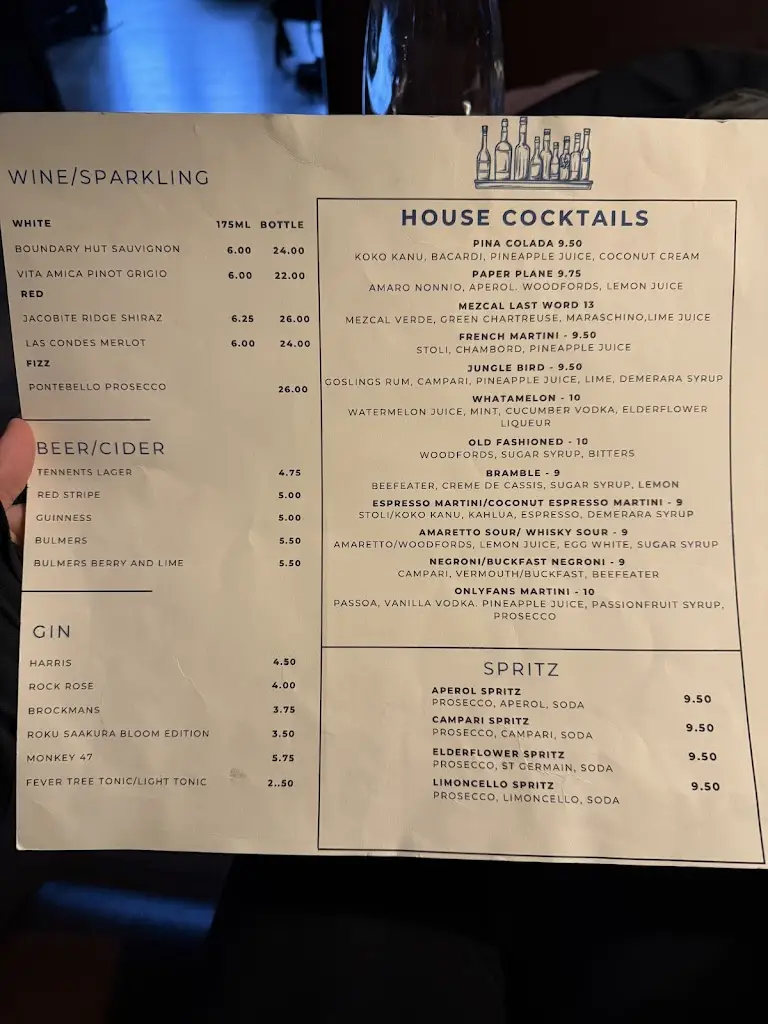 WINE/SPARKLING
WHITE 175ML BOTTLE
BOUNDARY HUT SAUVIGNON 6.00 24.00
VITA AMICA PINOT GRIGIO 6.00 22.00
RED
JACOBITE RIDGE SHIRAZ 6.25 26.00
LAS CONDES MERLOT 6.00 24.00
FIZZ
PONTEBELLO PROSECCO 26.00
BEER/CIDER
TENNENTS LAGER 4.75
RED STRIPE 5.00
GUINNESS 5.00
BULMERS 5.50
BULMERS BERRY AND LIME 5.50
GIN
HARRIS 4.50
ROCK ROSE 4.00
BROCKMANS 3.75
ROKU SAAKURA BLOOM EDITION 3.50
MONKEY 47 5.75
FEVER TREE TONIC/LIGHT TONIC 2..50
HOUSE COCKTAILS
PINA COLADA 9.50
KOKO KANU, BACARDI, PINEAPPLE JUICE, COCONUT CREAM
PAPER PLANE 9.75
AMARO NONNIO, APEROL. WOODFORDS, LEMON JUICE
MEZCAL LAST WORD 13
MEZCAL VERDE, GREEN CHARTREUSE, MARASCHINO,LIME JUICE
FRENCH MARTINI - 9.50
STOLI, CHAMBORD, PINEAPPLE JUICE
JUNGLE BIRD - 9.50
GOSLINGS RUM, CAMPARI, PINEAPPLE JUICE, LIME, DEMERARA SYRUP
WHATAMELON - 10
WATERMELON JUICE, MINT, CUCUMBER VODKA, ELDERFLOWER
LIQUEUR
OLD FASHIONED - 10
WOODFORDS, SUGAR SYRUP, BITTERS
BRAMBLE - 9
BEEFEATER, CREME DE CASSIS, SUGAR SYRUP, LEMON
ESPRESSO MARTINI/COCONUT ESPRESSO MARTINI - 9
STOLI/KOKO KANU, KAHLUA, ESPRESSO, DEMERARA SYRUP
AMARETTO SOUR/ WHISKY SOUR - 9
AMARETTO/WOODFORDS, LEMON JUICE, EGG WHITE, SUGAR SYRUP
NEGRONI/BUCKFAST NEGRONI - 9
CAMPARI, VERMOUTH/BUCKFAST, BEEFEATER
ONLYFANS MARTINI - 10
PASSOA, VANILLA VODKA. PINEAPPLE JUICE, PASSIONFRUIT SYRUP,
PROSECCO
SPRITZ
APEROL SPRITZ 9.50
PROSECCO, APEROL, SODA
CAMPARI SPRITZ 9.50
PROSECCO, CAMPARI, SODA
ELDERFLOWER SPRITZ 9.50
PROSECCO, ST GERMAIN, SODA
LIMONCELLO SPRITZ 9.50
PROSECCO, LIMONCELLO, SODA